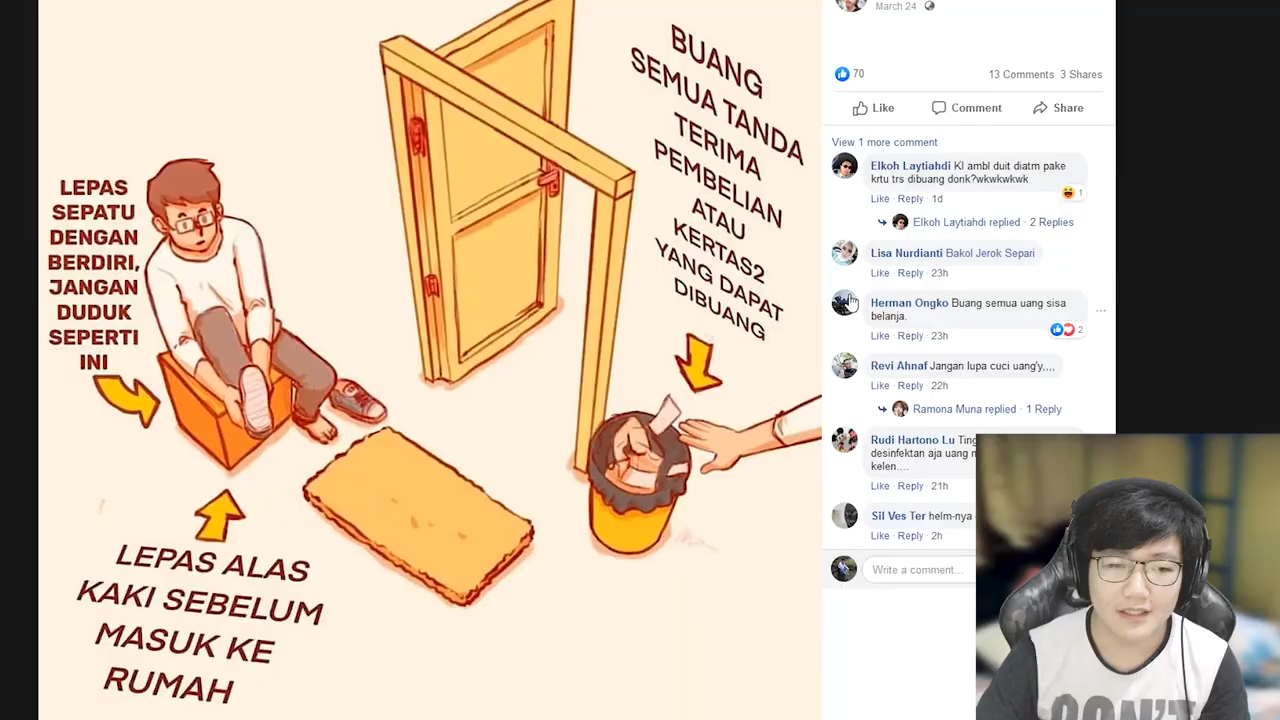 LEPAS
SEPATU
DENGAN
BERDIRI,
JANGAN
DUDUK
SEPERTI
INI
LEPAS ALAS
KAKI SEBELUM
MASUK KE
RUMAH
BUANG
SEMUA TANDA
TERIMA
PEMBELIAN
ATAU
KERTAS2
YANG DAPAT
DIBUANG
March 24
70
13 Comments 3 Shares
Like Comment Share
View 1 more comment
Elkoh Laytiahdi Kl ambl duit diatm pake
krtu trs dibuang donk?wkwkwkwk
1
Like · Reply · 1d
Elkoh Laytiahdi replied · 2 Replies
Lisa Nurdianti Bakol Jerok Separi
Like · Reply · 23h
Herman Ongko Buang semua uang sisa
belanja.
2
Like · Reply · 23h
Revi Ahnaf Jangan lupa cuci uang'y,,,,
Like · Reply · 22h
Ramona Muna replied · 1 Reply
Rudi Hartono Lu
desinfektan aja uang
kelen....
Like · Reply · 21h
Sil Ves Ter helm-nya
Like · Reply · 2h
Write a comment...
DON'T